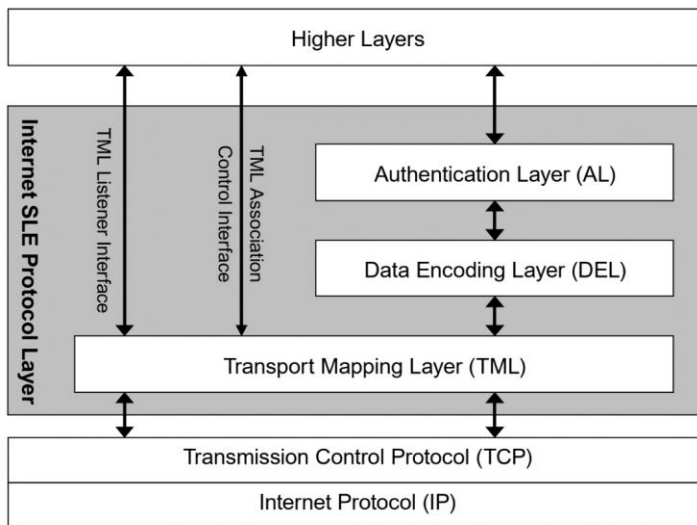 Higher Layers
Internet SLE Protocol Layer
TML Listener Interface
TML Association
Control Interface
Authentication Layer (AL)
Data Encoding Layer (DEL)
Transport Mapping Layer (TML)
Transmission Control Protocol (TCP)
Internet Protocol (IP)